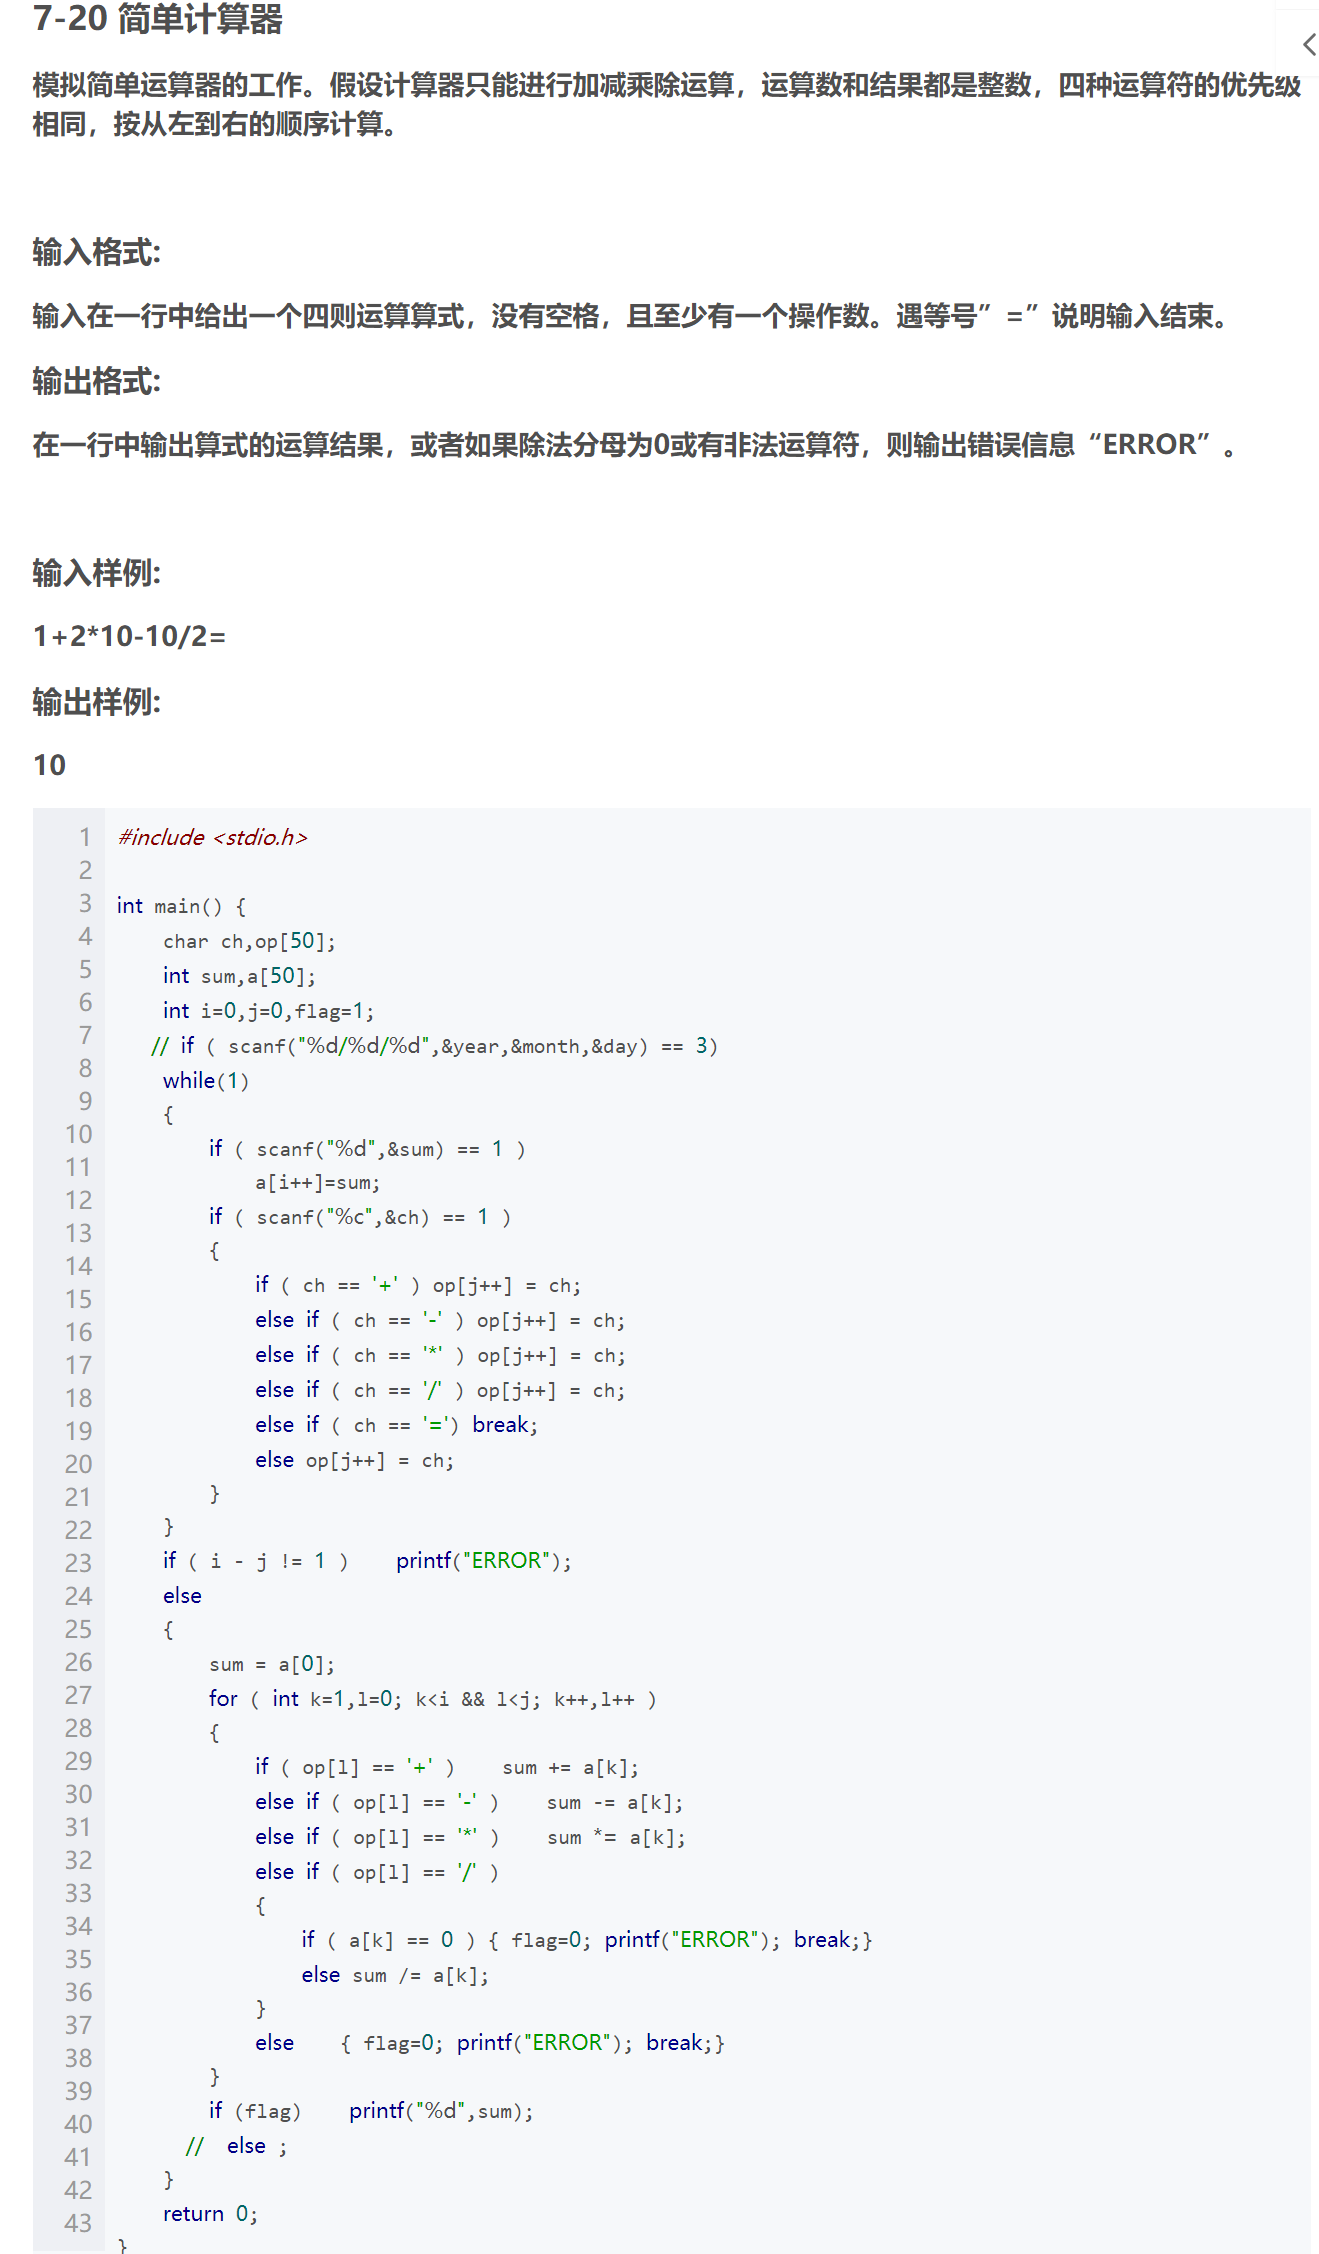 7-20 简单计算器
模拟简单运算器的工作。假设计算器只能进行加减乘除运算，运算数和结果都是整数，四种运算符的优先级
相同，按从左到右的顺序计算。
输入格式:
输入在一行中给出一个四则运算算式，没有空格，且至少有一个操作数。遇等号”=”说明输入结束。
输出格式:
在一行中输出算式的运算结果，或者如果除法分母为0或有非法运算符，则输出错误信息“ERROR”。
输入样例:
1+2*10-10/2=
输出样例:
10
1 #include <stdio.h>
2
3 int main() {
4     char ch,op[50];
5     int sum,a[50];
6     int i=0,j=0,flag=1;
7    // if ( scanf("%d/%d/%d",&year,&month,&day) == 3)
8     while(1)
9     {
10         if ( scanf("%d",&sum) == 1 )
11             a[i++]=sum;
12         if ( scanf("%c",&ch) == 1 )
13         {
14             if ( ch == '+' ) op[j++] = ch;
15             else if ( ch == '-' ) op[j++] = ch;
16             else if ( ch == '*' ) op[j++] = ch;
17             else if ( ch == '/' ) op[j++] = ch;
18             else if ( ch == '=') break;
19             else op[j++] = ch;
20         }
21     }
22     if ( i - j != 1 )    printf("ERROR");
23     else
24     {
25         sum = a[0];
26         for ( int k=1,l=0; k<i && l<j; k++,l++ )
27         {
28             if ( op[l] == '+' )    sum += a[k];
29             else if ( op[l] == '-' )    sum -= a[k];
30             else if ( op[l] == '*' )    sum *= a[k];
31             else if ( op[l] == '/' )
32             {
33                 if ( a[k] == 0 ) { flag=0; printf("ERROR"); break;}
34                 else sum /= a[k];
35             }
36             else    { flag=0; printf("ERROR"); break;}
37         }
38         if (flag)    printf("%d",sum);
39       //  else ;
40     }
41     return 0;
42 }
43